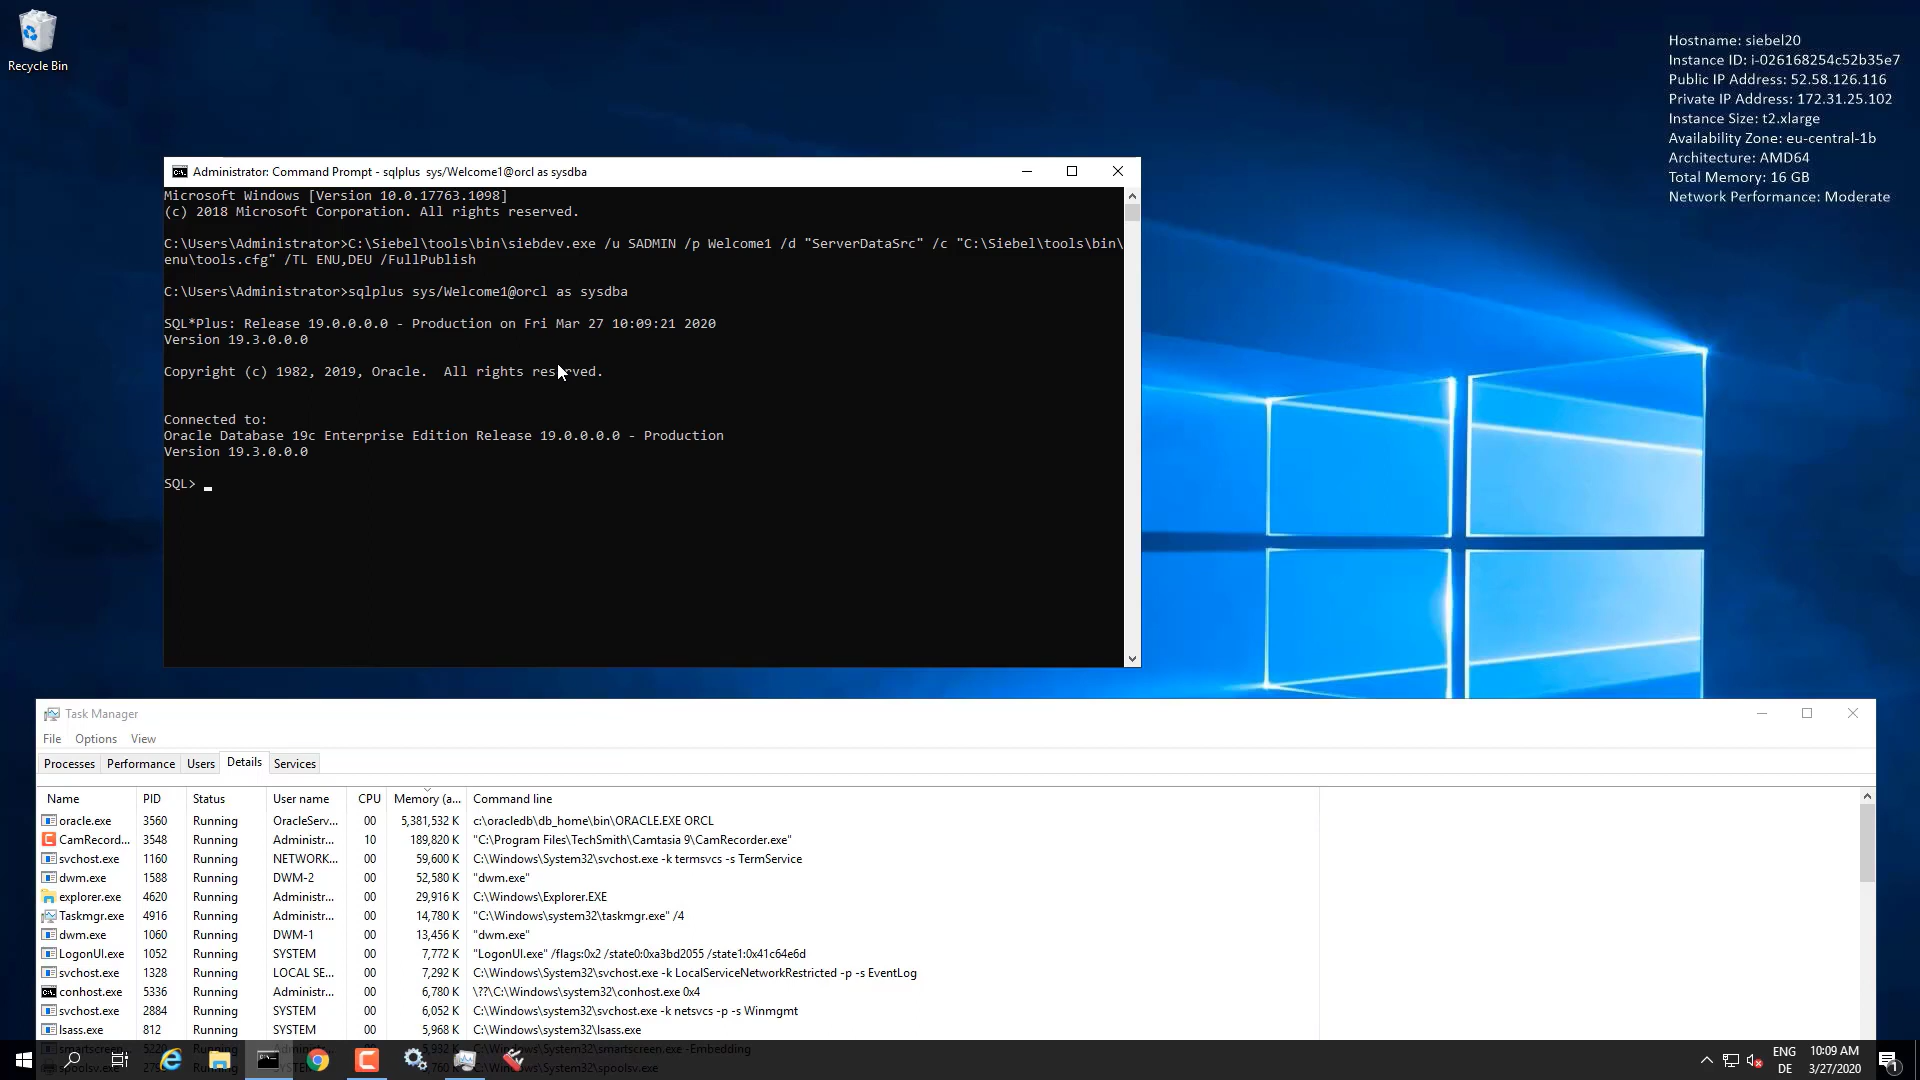 Recycle Bin
Hostname: siebel20
Instance ID: i-026168254c52b35e7
Public IP Address: 52.58.126.116
Private IP Address: 172.31.25.102
Instance Size: t2.xlarge
Availability Zone: eu-central-1b
Architecture: AMD64
Total Memory: 16 GB
Network Performance: Moderate
Administrator: Command Prompt - sqlplus sys/Welcome1@orcl as sysdba
Microsoft Windows [Version 10.0.17763.1098]
(c) 2018 Microsoft Corporation. All rights reserved.
C:\Users\Administrator>C:\Siebel\tools\bin\siebdev.exe /u SADMIN /p Welcome1 /d "ServerDataSrc" /c "C:\Siebel\tools\bin\
enu\tools.cfg" /TL ENU,DEU /FullPublish
C:\Users\Administrator>sqlplus sys/Welcome1@orcl as sysdba
SQL*Plus: Release 19.0.0.0.0 - Production on Fri Mar 27 10:09:21 2020
Version 19.3.0.0.0
Copyright (c) 1982, 2019, Oracle.  All rights reserved.
Connected to:
Oracle Database 19c Enterprise Edition Release 19.0.0.0.0 - Production
Version 19.3.0.0.0
SQL> _
Task Manager
File Options View
Processes Performance Users Details Services
Name PID Status User name CPU Memory (a... Command line
oracle.exe 3560 Running OracleServ... 00 5,381,532 K c:\oracledb\db_home\bin\ORACLE.EXE ORCL
CamRecord... 3548 Running Administr... 10 189,820 K "C:\Program Files\TechSmith\Camtasia 9\CamRecorder.exe"
svchost.exe 1160 Running NETWORK... 00 59,600 K C:\Windows\System32\svchost.exe -k termsvcs -s TermService
dwm.exe 1588 Running DWM-2 00 52,580 K "dwm.exe"
explorer.exe 4620 Running Administr... 00 29,916 K C:\Windows\Explorer.EXE
Taskmgr.exe 4916 Running Administr... 00 14,780 K "C:\Windows\system32\taskmgr.exe" /4
dwm.exe 1060 Running DWM-1 00 13,456 K "dwm.exe"
LogonUI.exe 1052 Running SYSTEM 00 7,772 K "LogonUI.exe" /flags:0x2 /state0:0xa3bd2055 /state1:0x41c64e6d
svchost.exe 1328 Running LOCAL SE... 00 7,292 K C:\Windows\System32\svchost.exe -k LocalServiceNetworkRestricted -p -s EventLog
conhost.exe 5336 Running Administr... 00 6,780 K \??\C:\Windows\system32\conhost.exe 0x4
svchost.exe 2884 Running SYSTEM 00 6,052 K C:\Windows\system32\svchost.exe -k netsvcs -p -s Winmgmt
lsass.exe 812 Running SYSTEM 00 5,968 K C:\Windows\system32\lsass.exe
ENG
DE
10:09 AM
3/27/2020
1